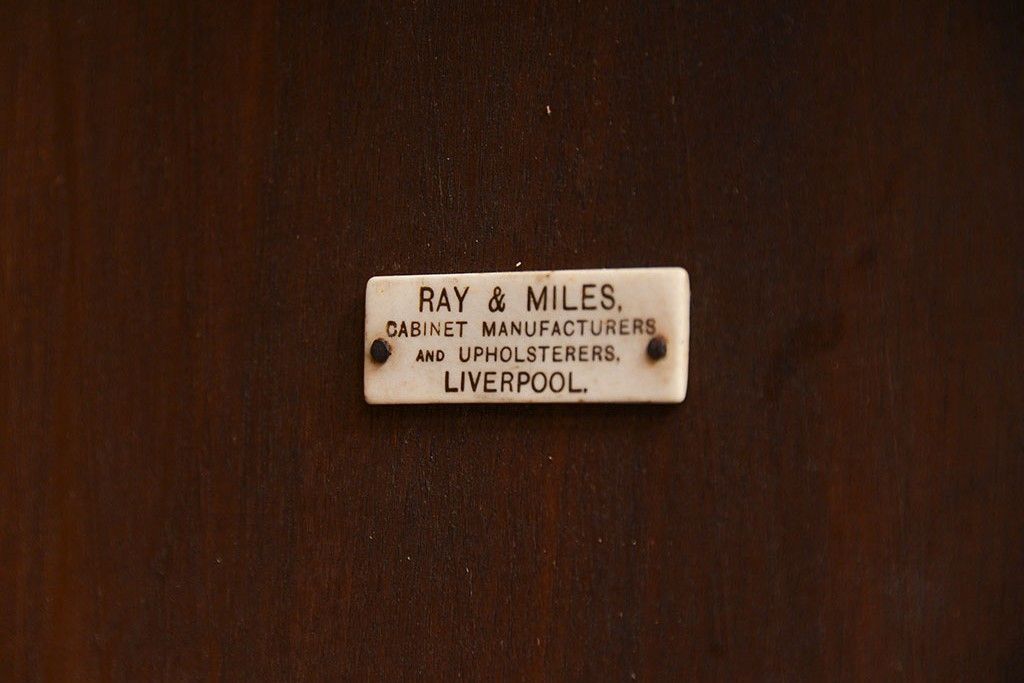 RAY & MILES,
CABINET MANUFACTURERS
AND UPHOLSTERERS,
LIVERPOOL.